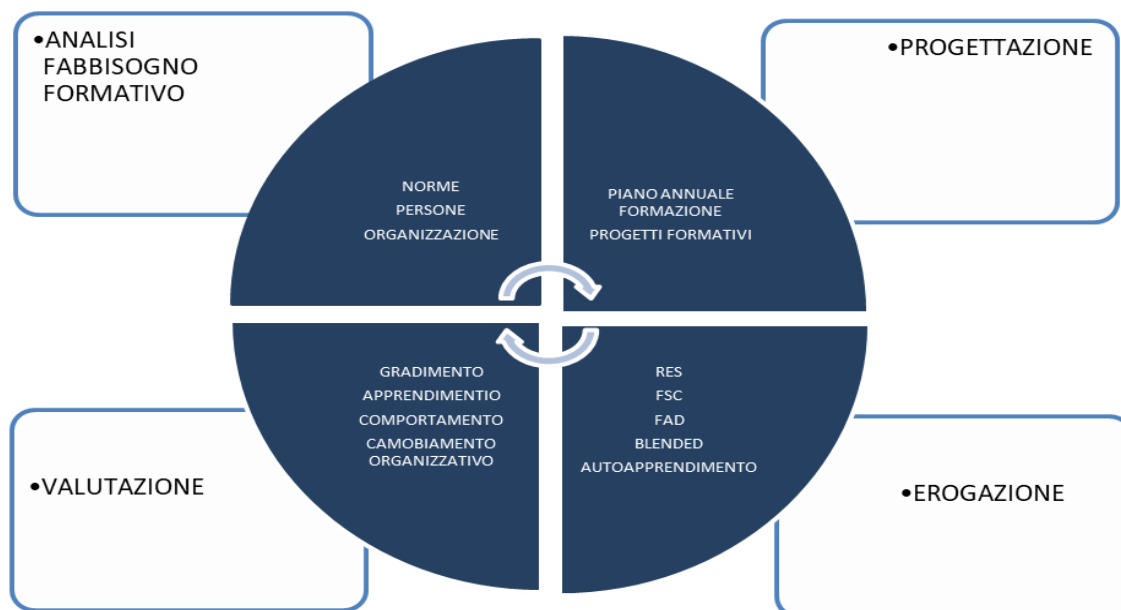 •ANALISI
FABBISOGNO
FORMATIVO
•PROGETTAZIONE
NORME
PERSONE
ORGANIZZAZIONE
PIANO ANNUALE
FORMAZIONE
PROGETTI FORMATIVI
GRADIMENTO
APPRENDIMENTIO
COMPORTAMENTO
CAMOBIAMENTO
ORGANIZZATIVO
RES
FSC
FAD
BLENDED
AUTOAPPRENDIMENTO
•VALUTAZIONE
•EROGAZIONE